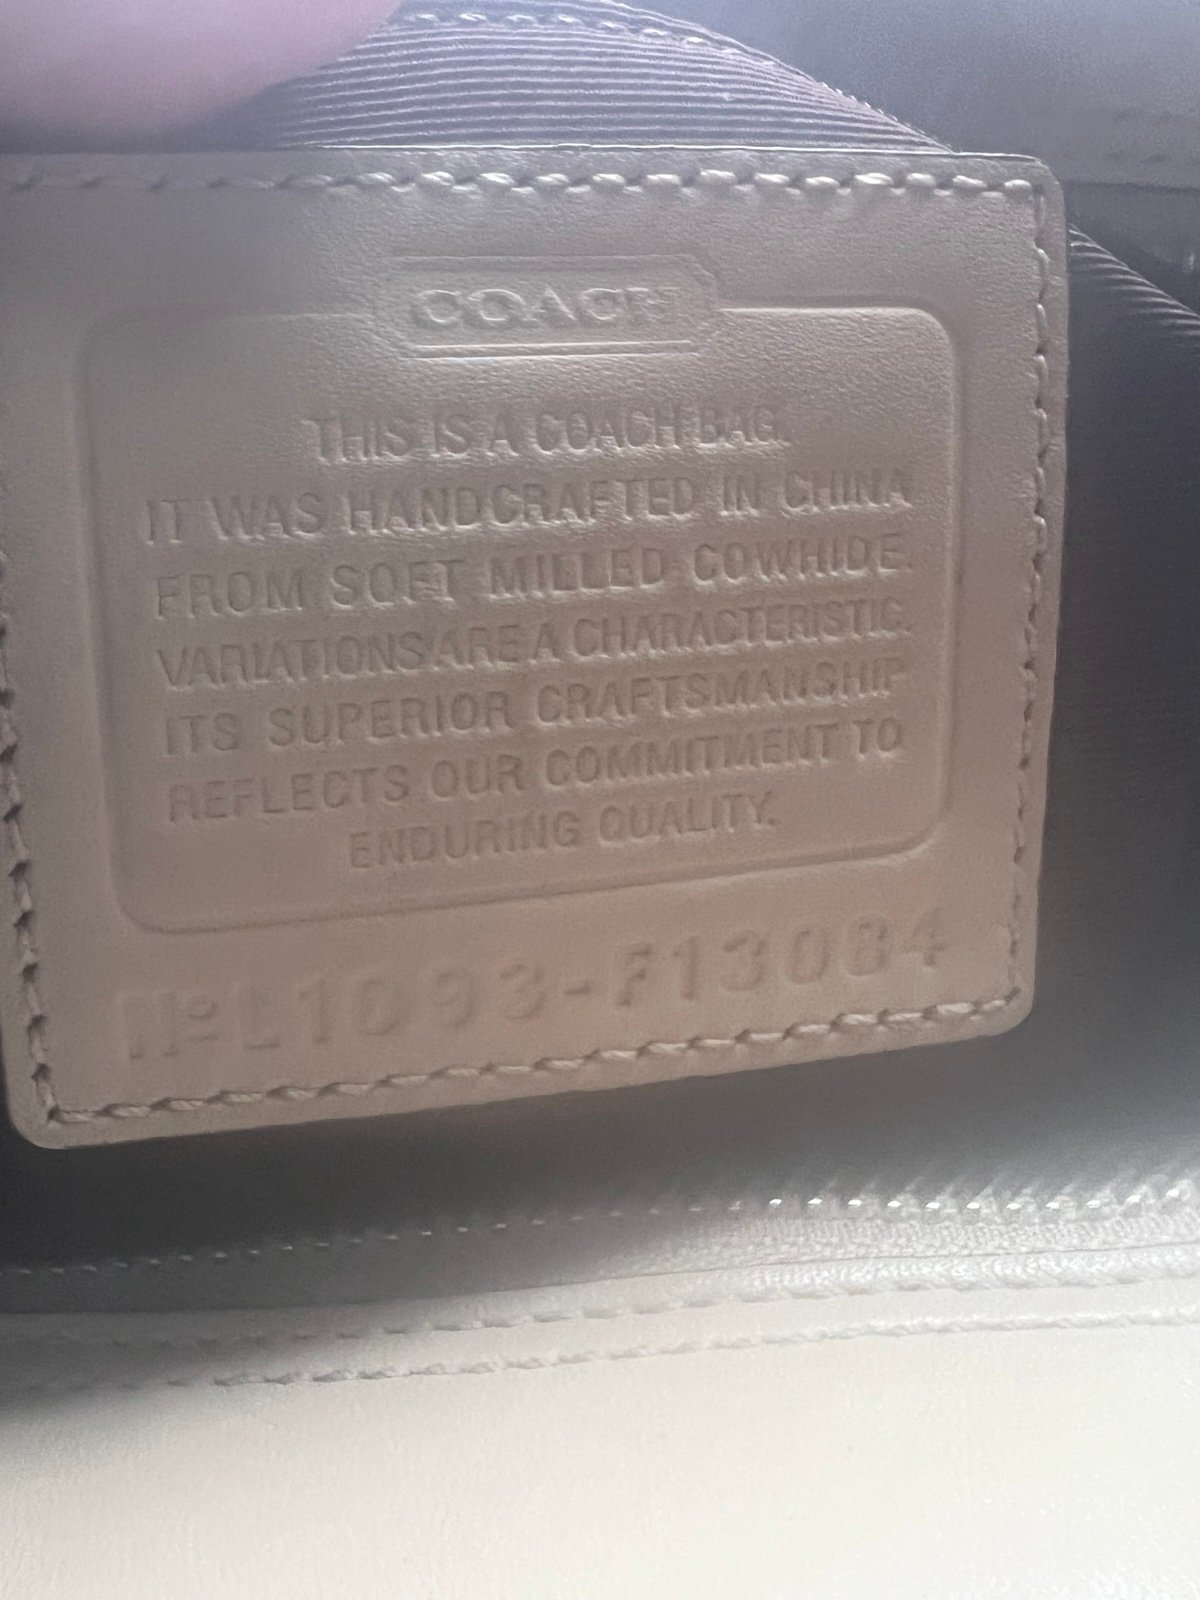 COACH
THIS IS A COACH BAG.
IT WAS HANDCRAFTED IN CHINA
FROM SOFT MILLED COWHIDE.
VARIATIONS ARE A CHARACTERISTIC.
ITS SUPERIOR CRAFTSMANSHIP
REFLECTS OUR COMMITMENT TO
ENDURING QUALITY.
Nº L1093-F13084